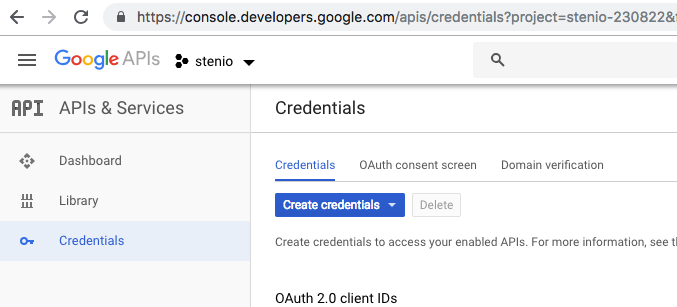 https://console.developers.google.com/apis/credentials?project=stenio-230822&
Google APIs stenio
API APIs & Services
Credentials
Dashboard
Library
Credentials
Credentials OAuth consent screen Domain verification
Create credentials Delete
Create credentials to access your enabled APIs. For more information, see
OAuth 2.0 client IDs